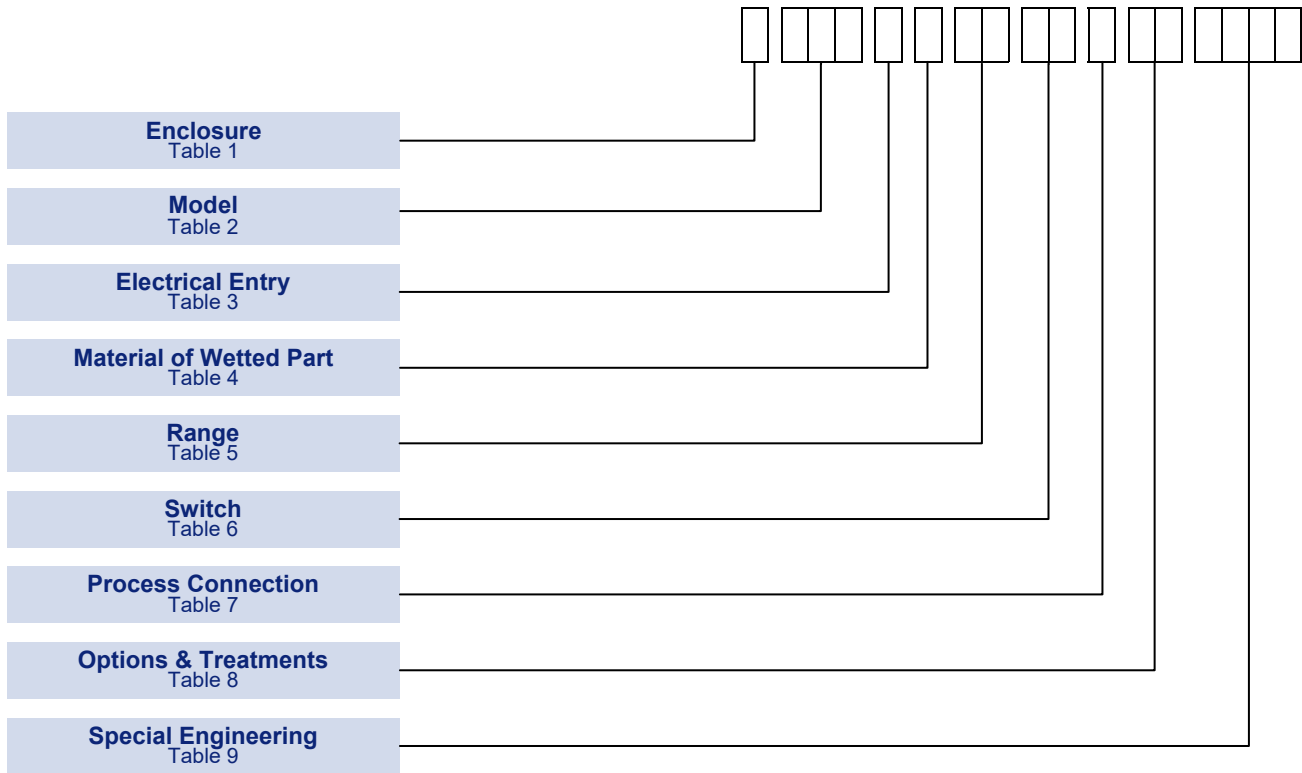 Enclosure
Table 1
Model
Table 2
Electrical Entry
Table 3
Material of Wetted Part
Table 4
Range
Table 5
Switch
Table 6
Process Connection
Table 7
Options & Treatments
Table 8
Special Engineering
Table 9